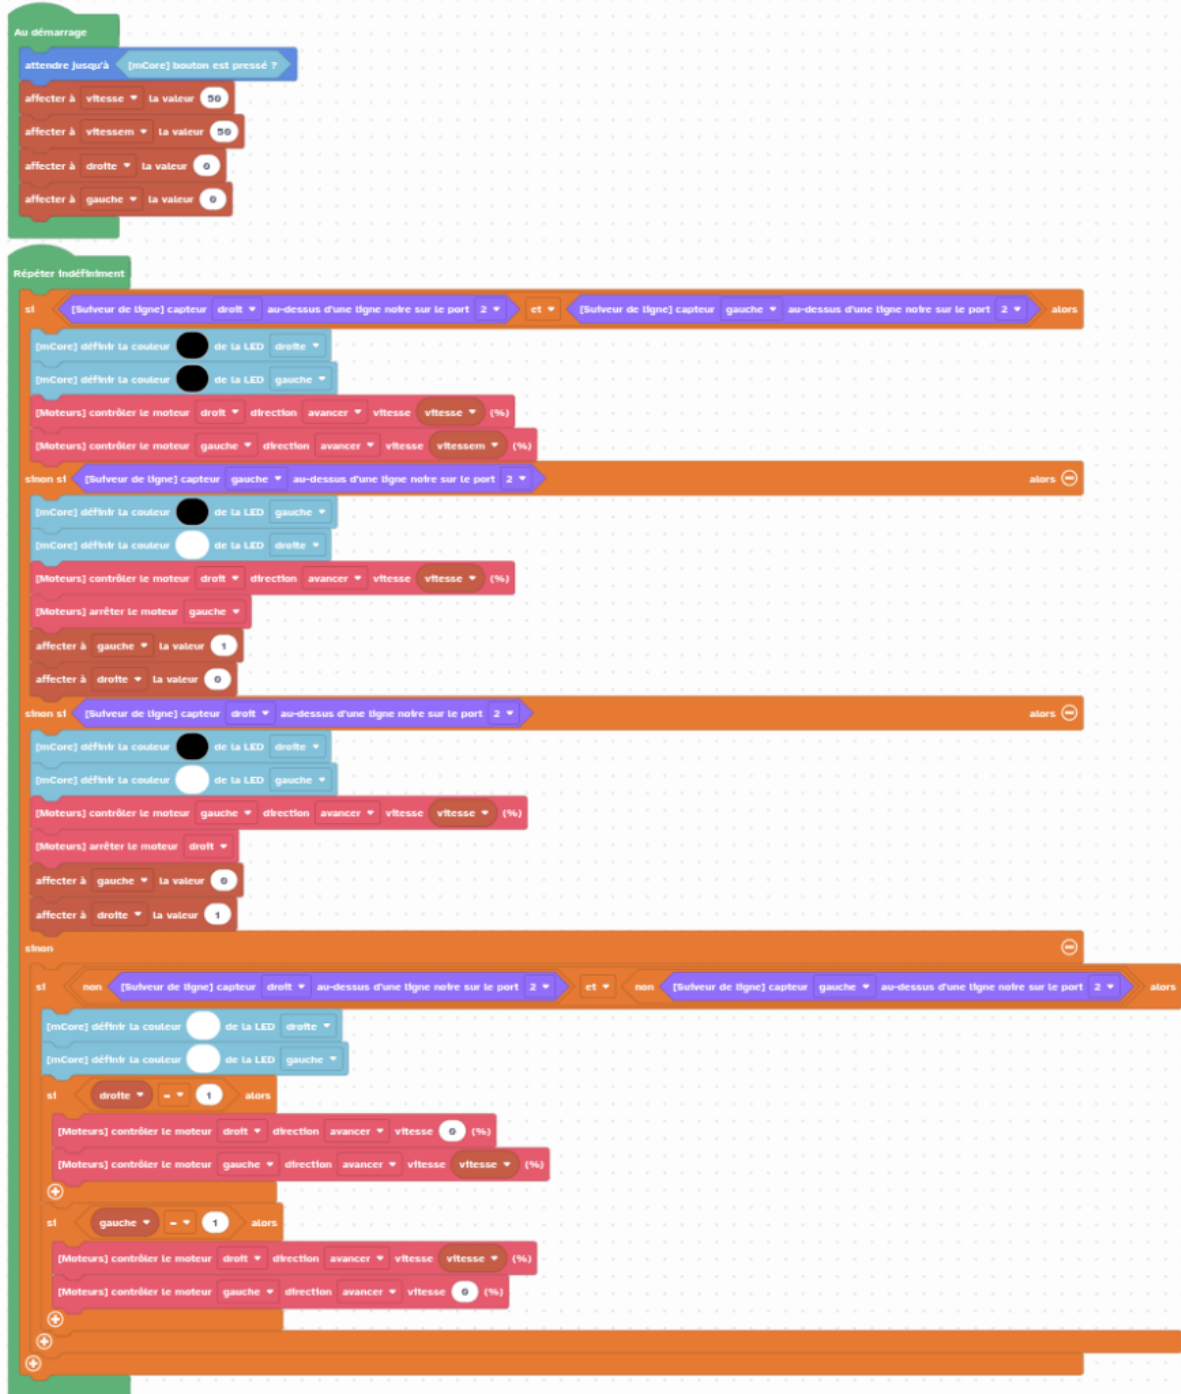 Au démarrage
attendre jusqu'à [mCore] bouton est pressé ?
affecter à vitesse la valeur 50
affecter à vitessem la valeur 50
affecter à droite la valeur 0
affecter à gauche la valeur 0
Répéter indéfiniment
si [Suiveur de ligne] capteur droit au-dessus d'une ligne noire sur le port 2 et [Suiveur de ligne] capteur gauche au-dessus d'une ligne noire sur le port 2 alors
[mCore] définir la couleur de la LED droite
[mCore] définir la couleur de la LED gauche
[Moteurs] contrôler le moteur droit direction avancer vitesse vitesse (%)
[Moteurs] contrôler le moteur gauche direction avancer vitesse vitessem (%)
sinon si [Suiveur de ligne] capteur gauche au-dessus d'une ligne noire sur le port 2 alors
[mCore] définir la couleur de la LED gauche
[mCore] définir la couleur de la LED droite
[Moteurs] contrôler le moteur droit direction avancer vitesse vitesse (%)
[Moteurs] arrêter le moteur gauche
affecter à gauche la valeur 1
affecter à droite la valeur 0
sinon si [Suiveur de ligne] capteur droit au-dessus d'une ligne noire sur le port 2 alors
[mCore] définir la couleur de la LED droite
[mCore] définir la couleur de la LED gauche
[Moteurs] contrôler le moteur gauche direction avancer vitesse vitesse (%)
[Moteurs] arrêter le moteur droit
affecter à gauche la valeur 0
affecter à droite la valeur 1
sinon
si non [Suiveur de ligne] capteur droit au-dessus d'une ligne noire sur le port 2 et non [Suiveur de ligne] capteur gauche au-dessus d'une ligne noire sur le port 2 alors
[mCore] définir la couleur de la LED droite
[mCore] définir la couleur de la LED gauche
si droite = 1 alors
[Moteurs] contrôler le moteur droit direction avancer vitesse 0 (%)
[Moteurs] contrôler le moteur gauche direction avancer vitesse vitesse (%)
si gauche = 1 alors
[Moteurs] contrôler le moteur droit direction avancer vitesse vitesse (%)
[Moteurs] contrôler le moteur gauche direction avancer vitesse 0 (%)